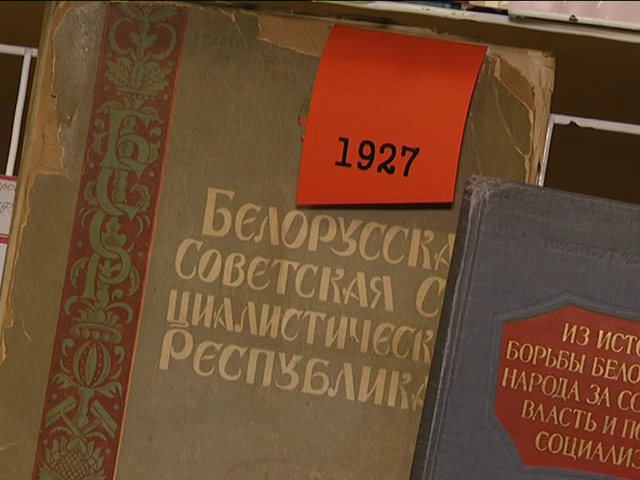 1927
БССР
БЕЛОРУССКА
СОВЕТСКАЯ С
ЦИАЛИСТИЧЕСК
РЕСПУБЛИКА
ИЗ ИСТО
БОРЬБЫ БЕЛО
НАРОДА ЗА СО
ВЛАСТЬ И ПО
СОЦИАЛИЗ